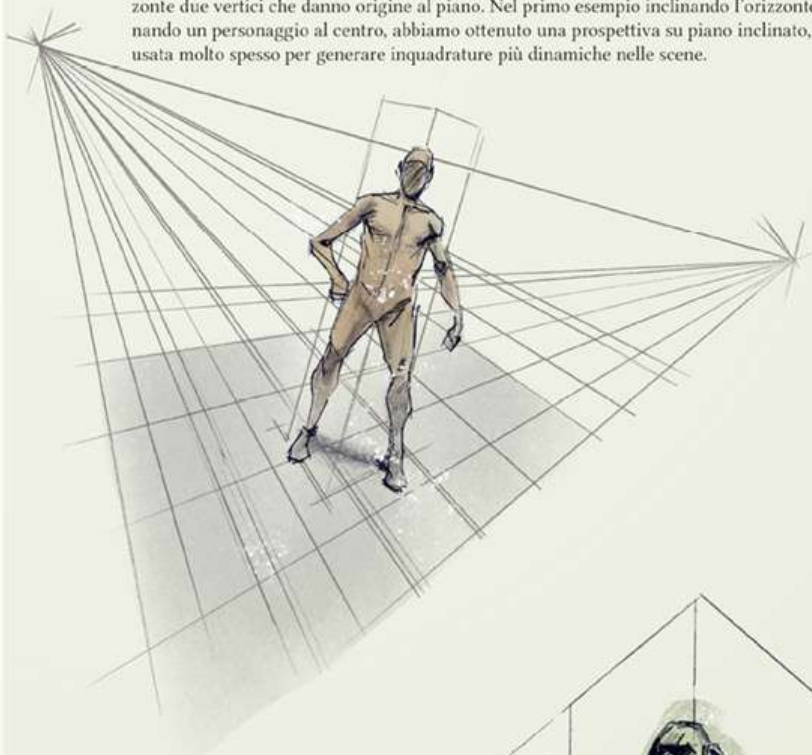 zonte due vertici che danno origine al piano. Nel primo esempio inclinando l'orizzonte
nando un personaggio al centro, abbiamo ottenuto una prospettiva su piano inclinato,
usata molto spesso per generare inquadrature più dinamiche nelle scene.